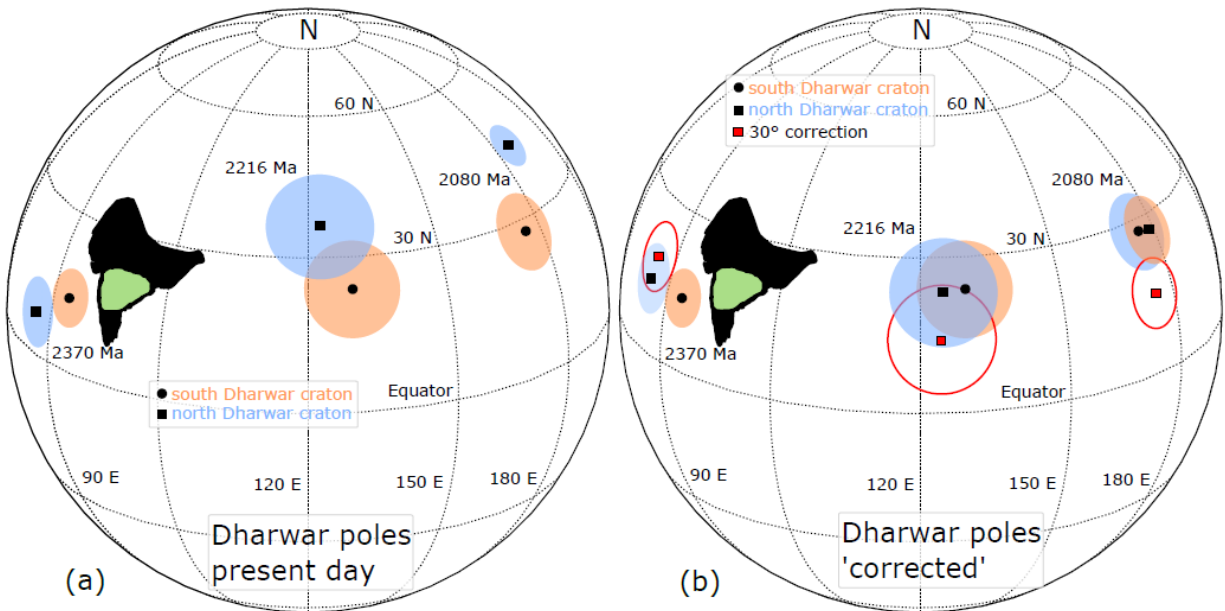 N
60 N
2216 Ma
2080 Ma
30 N
2370 Ma
south Dharwar craton
north Dharwar craton
Equator
90 E
120 E
150 E
180 E
Dharwar poles
present day
(a)
N
south Dharwar craton
north Dharwar craton
30° correction
60 N
2080 Ma
2216 Ma
30 N
2370 Ma
Equator
90 E
120 E
150 E
180 E
Dharwar poles
'corrected'
(b)